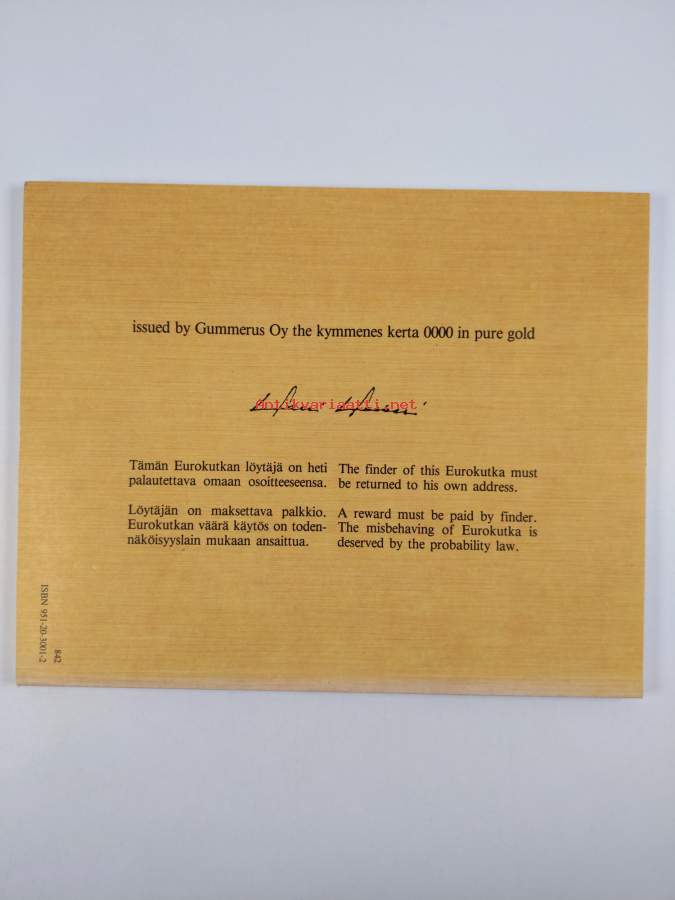 issued by Gummerus Oy the kymmenes kerta 0000 in pure gold
antikvariaatti.net
Tämän Eurokutkan löytäjä on heti
palautettava omaan osoitteeseensa.
Löytäjän on maksettava palkkio.
Eurokutkan väärä käytös on toden-
näköisyyslain mukaan ansaittua.
The finder of this Eurokutka must
be returned to his own address.
A reward must be paid by finder.
The misbehaving of Eurokutka is
deserved by the probability law.
842
ISBN 951-20-3001-2